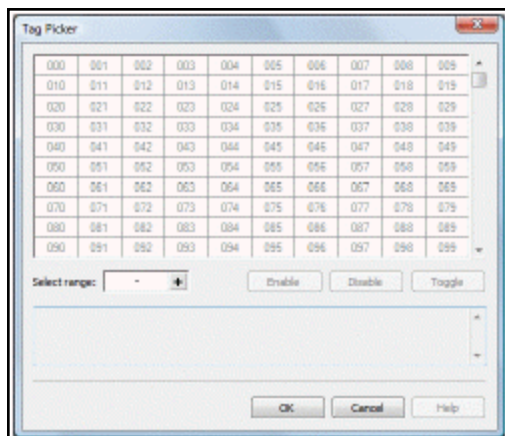 Tag Picker
000 001 002 003 004 005 006 007 008 009
010 011 012 013 014 015 016 017 018 019
020 021 022 023 024 025 026 027 028 029
030 031 032 033 034 035 036 037 038 039
040 041 042 043 044 045 046 047 048 049
050 051 052 053 054 055 056 057 058 059
060 061 062 063 064 065 066 067 068 069
070 071 072 073 074 075 076 077 078 079
080 081 082 083 084 085 086 087 088 089
090 091 092 093 094 095 096 097 098 099
Select range: - + Enable Disable Toggle
OK Cancel Help